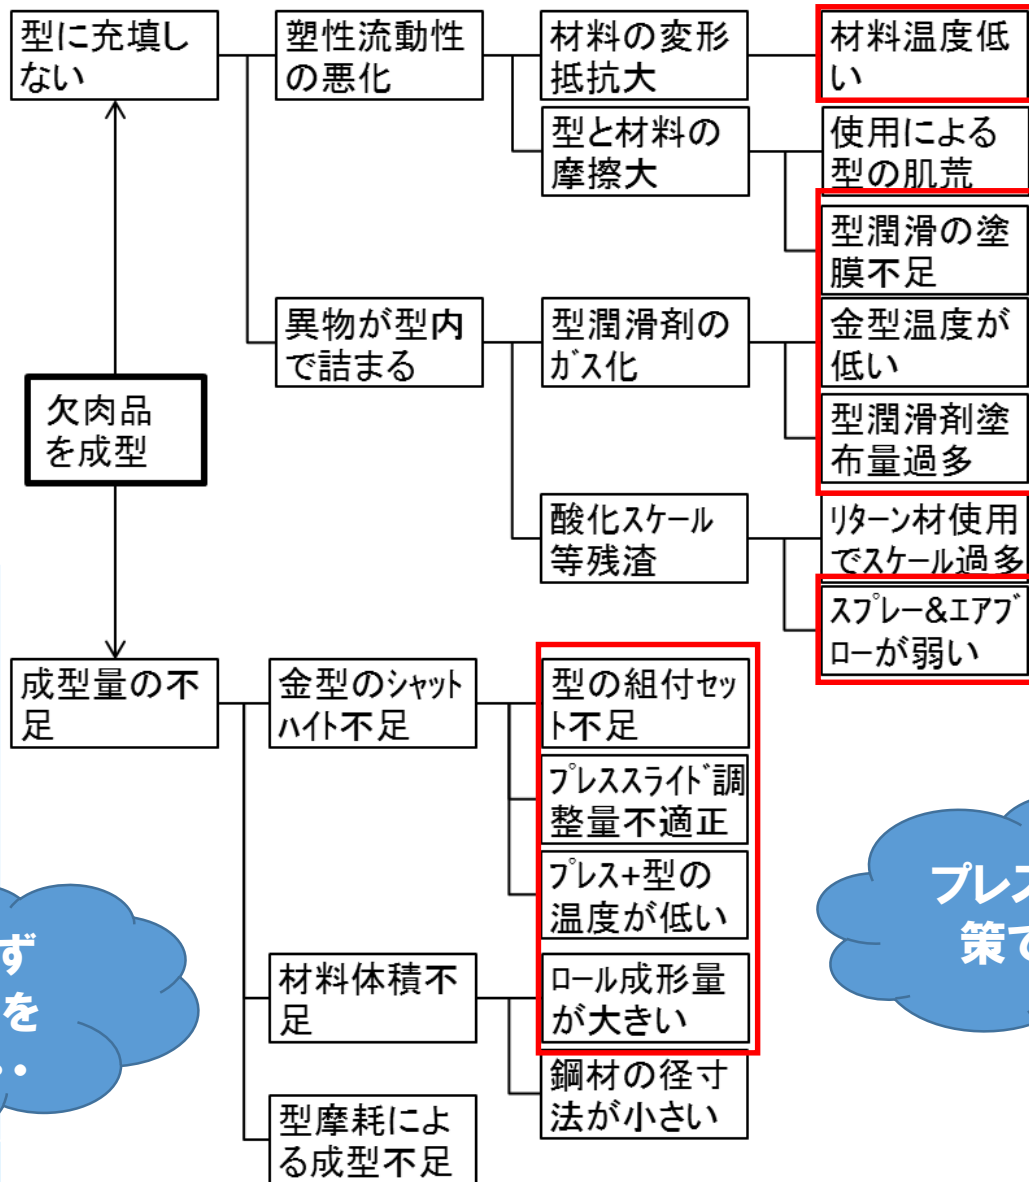 型に充填し
ない
塑性流動性
の悪化
材料の変形
抵抗大
材料温度低
い
型と材料の
摩擦大
使用による
型の肌荒
型潤滑の塗
膜不足
異物が型内
で詰まる
型潤滑剤の
ｶﾞｽ化
金型温度が
低い
型潤滑剤塗
布量過多
欠肉品
を成型
酸化ｽｹｰﾙ
等残渣
ﾘﾀｰﾝ材使用
でｽｹｰﾙ過多
ｽﾌﾟﾚｰ&ｴｱﾌﾞ
ﾛｰが弱い
成型量の不
足
金型のｼｬｯﾄ
ﾊｲﾄ不足
型の組付セッ
ト不足
ﾌﾟﾚｽｽﾗｲﾄﾞ調
整量不適正
ﾌﾟﾚｽ+型の
温度が低い
材料体積不
足
ﾛｰﾙ成形量
が大きい
鋼材の径寸
法が小さい
型摩耗によ
る成型不足
ず
を
・
プレス
策で